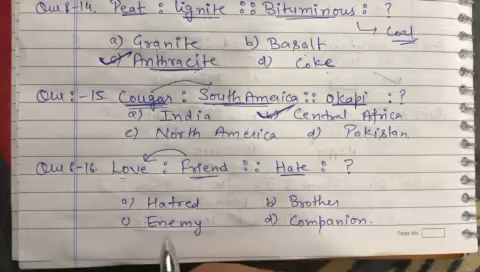 Que:-14. Peat : lignite :: Bituminous : ?
Coal
a) Granite b) Basalt
c) Anthracite d) Coke
Que:-15 Cougar : South America :: okapi : ?
a) India b) Central Africa
c) North America d) Pakistan
Que:-16. Love : Friend :: Hate : ?
a) Hatred b) Brother
c) Enemy d) Companion.
Page No.